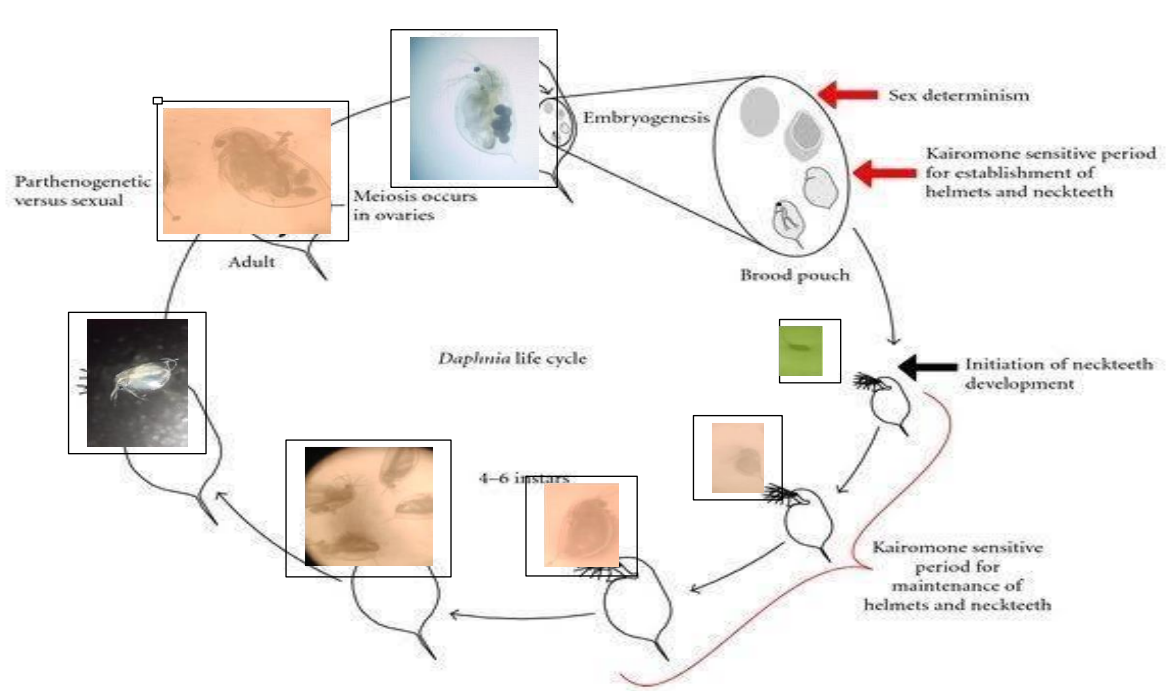 Sex determinism
Embryogenesis
Kairomone sensitive period
for establishment of
helmets and neckteeth
Parthenogenetic
versus sexual
Meiosis occurs
in ovaries
Adult
Brood pouch
Daphnia life cycle
Initiation of neckteeth
development
4–6 instars
Kairomone sensitive
period for
maintenance of
helmets and neckteeth